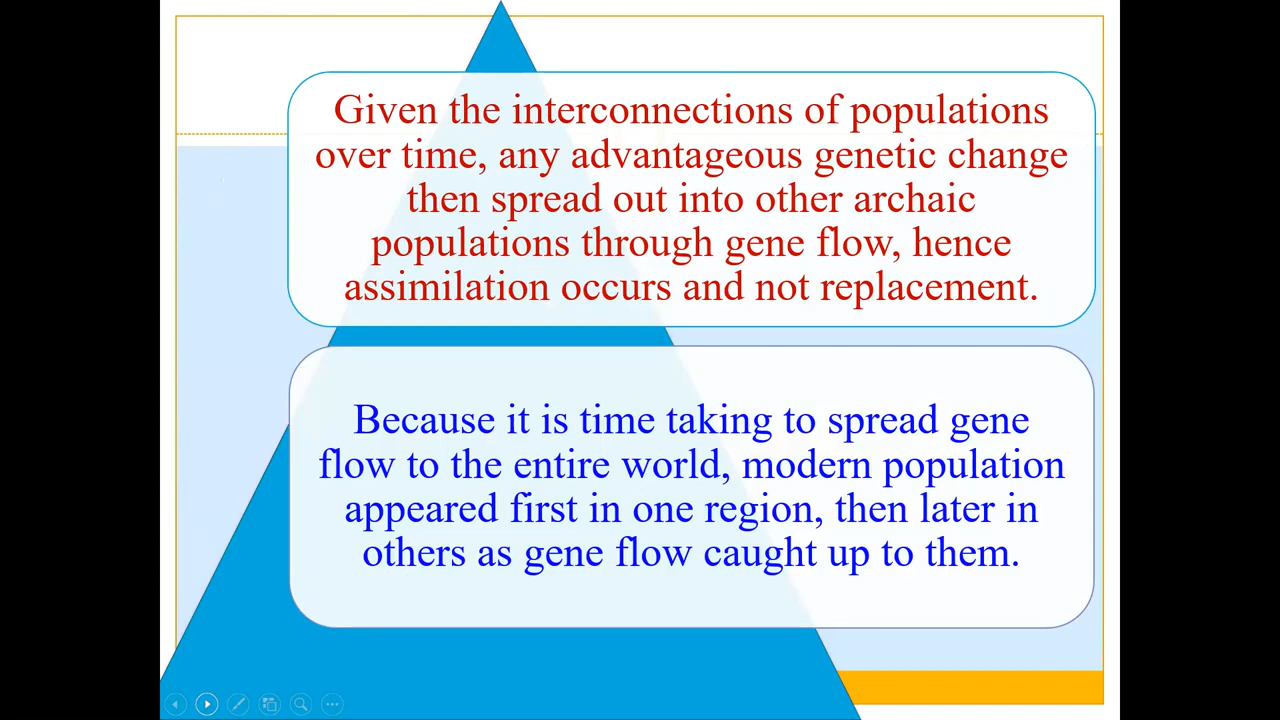 Given the interconnections of populations
over time, any advantageous genetic change
then spread out into other archaic
populations through gene flow, hence
assimilation occurs and not replacement.
Because it is time taking to spread gene
flow to the entire world, modern population
appeared first in one region, then later in
others as gene flow caught up to them.